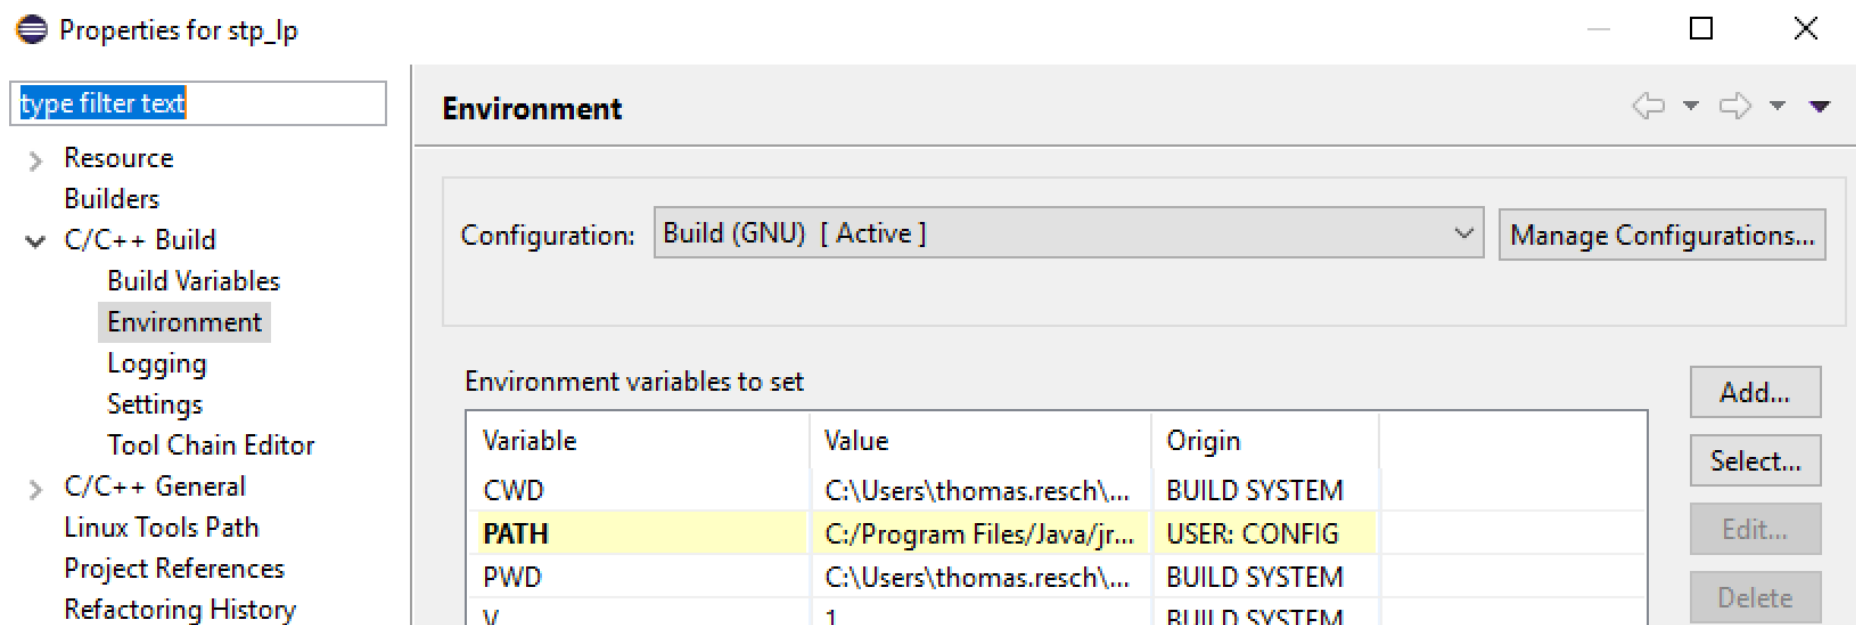 Properties for stp_lp
type filter text
Resource
Builders
C/C++ Build
Build Variables
Environment
Logging
Settings
Tool Chain Editor
C/C++ General
Linux Tools Path
Project References
Refactoring History
Environment
Configuration: Build (GNU) [ Active ] Manage Configurations...
Environment variables to set
Variable Value Origin
CWD C:\Users\thomas.resch\... BUILD SYSTEM
PATH C:/Program Files/Java/jr... USER: CONFIG
PWD C:\Users\thomas.resch\... BUILD SYSTEM
V 1 BUILD SYSTEM
Add...
Select...
Edit...
Delete